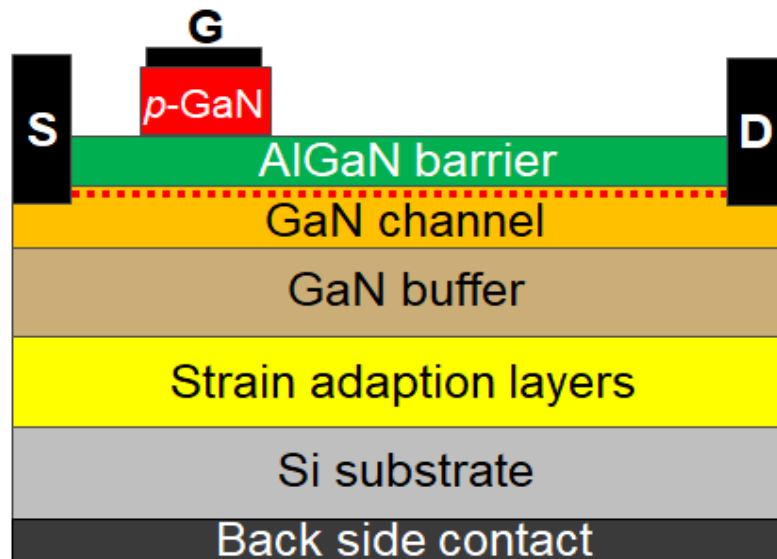 G
p-GaN
S
D
AlGaN barrier
GaN channel
GaN buffer
Strain adaption layers
Si substrate
Back side contact